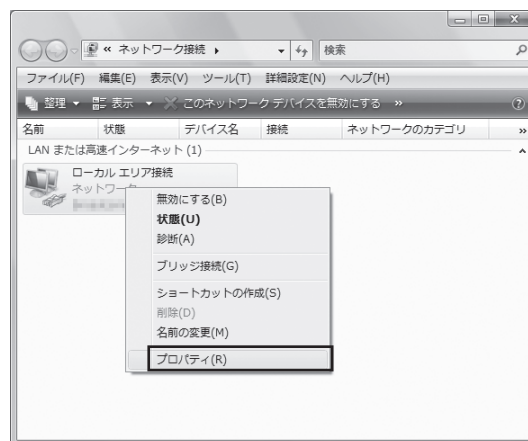 « ネットワーク接続
検索
ファイル(F) 編集(E) 表示(V) ツール(T) 詳細設定(N) ヘルプ(H)
整理 表示 このネットワーク デバイスを無効にする »
名前 状態 デバイス名 接続 ネットワークのカテゴリ »
LAN または高速インターネット (1)
ローカル エリア接続
ネットワーク
無効にする(B)
状態(U)
診断(A)
ブリッジ接続(G)
ショートカットの作成(S)
削除(D)
名前の変更(M)
プロパティ(R)